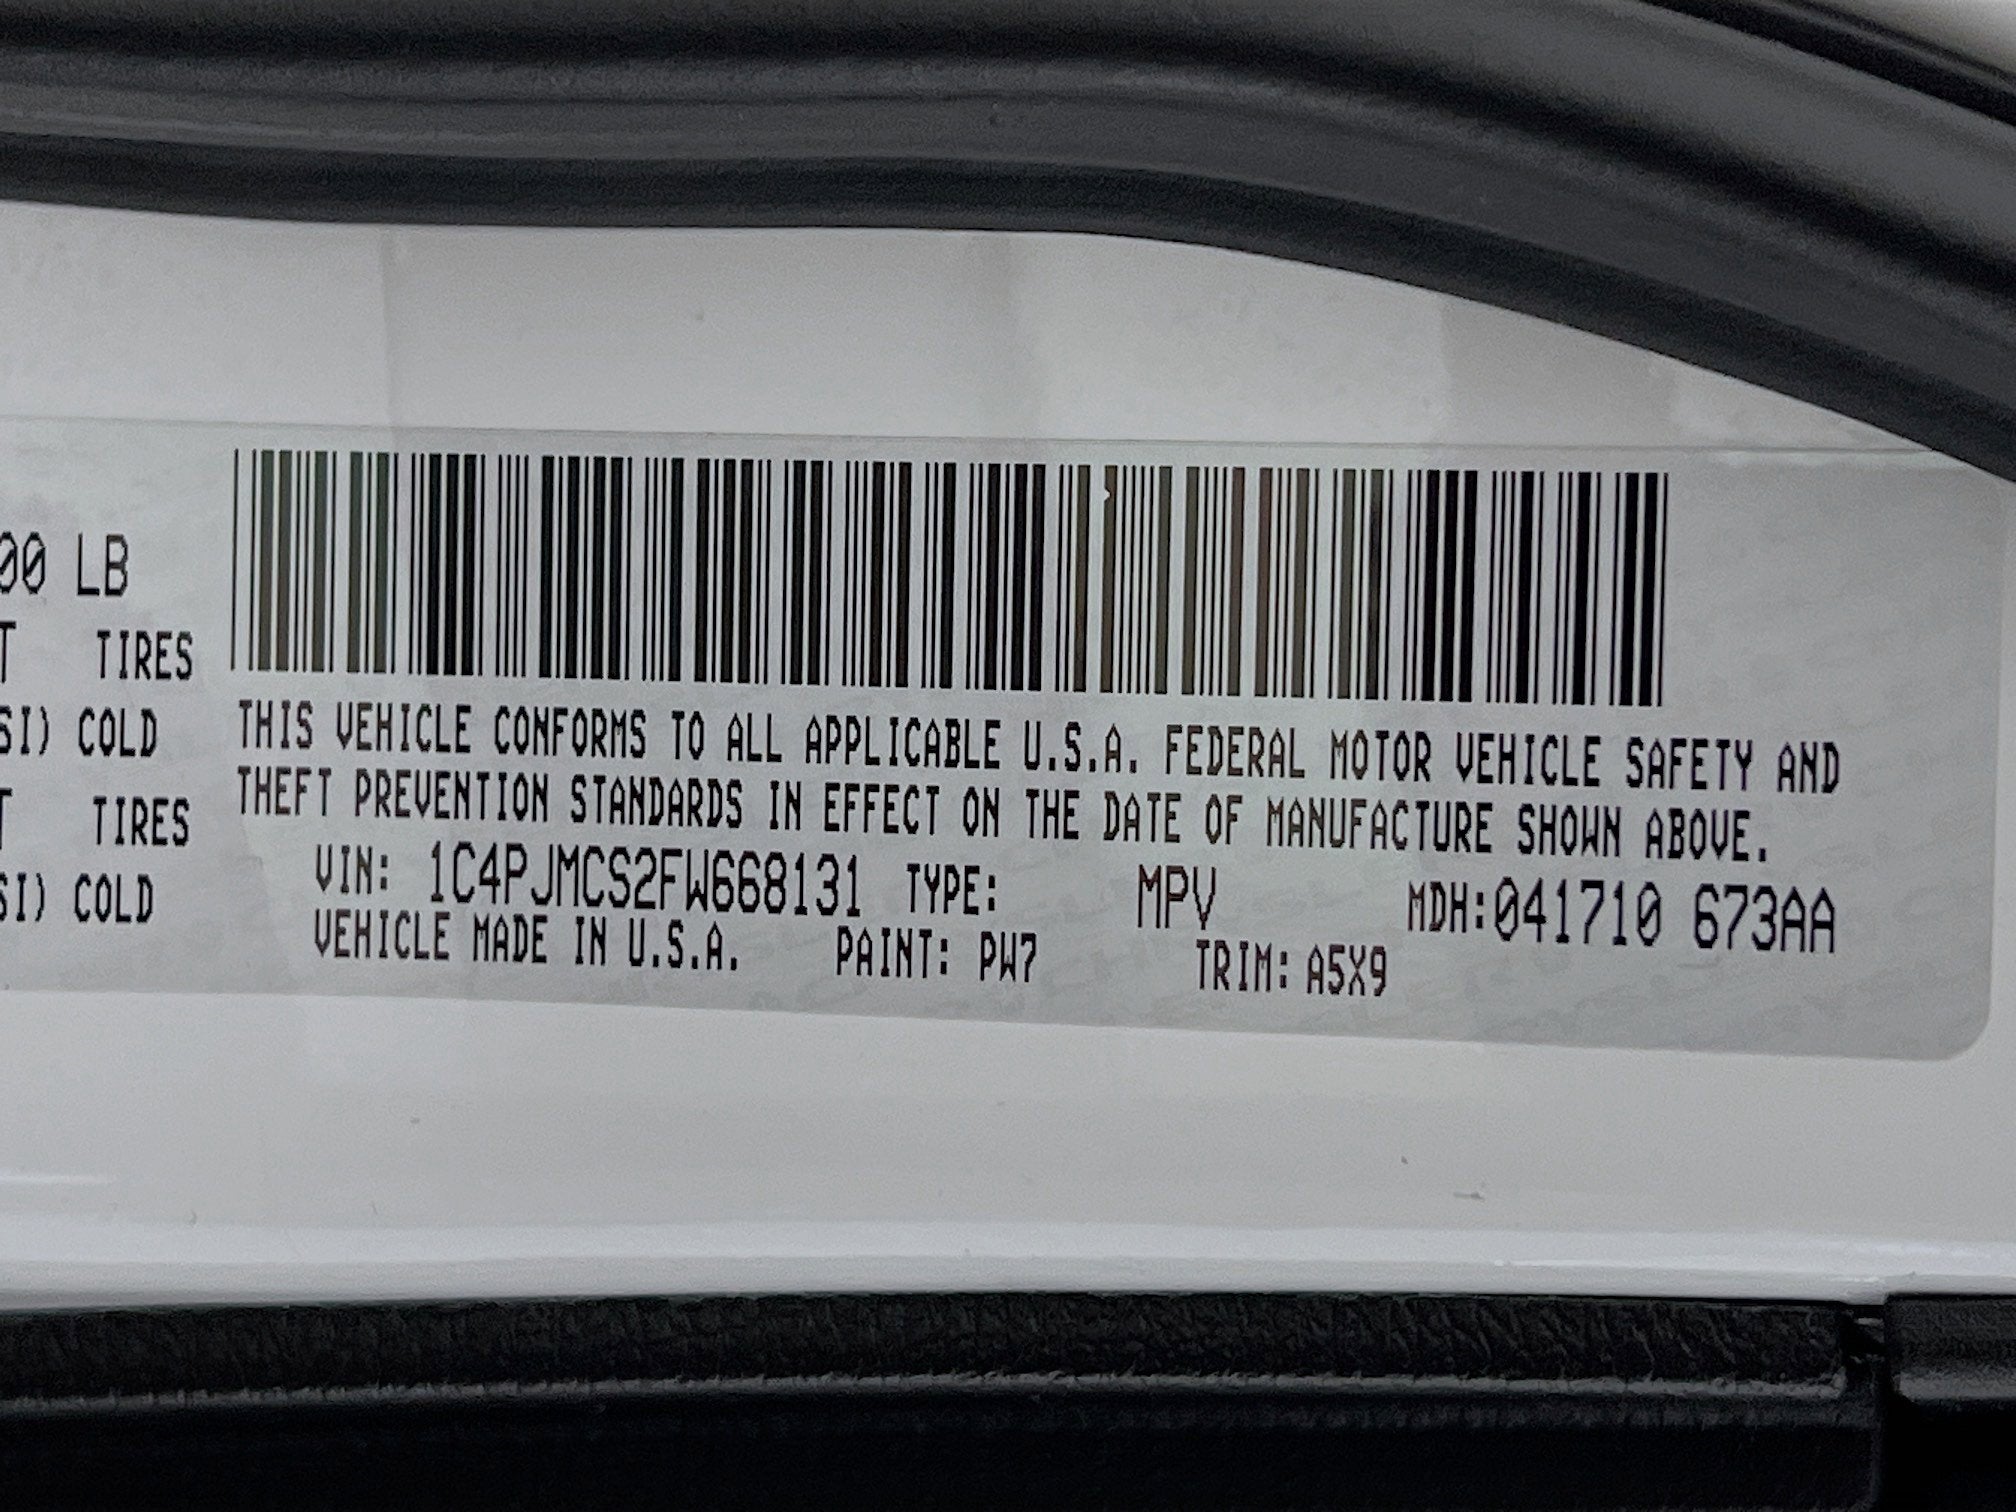 00 LB
TIRES
SI) COLD
TIRES
SI) COLD
THIS VEHICLE CONFORMS TO ALL APPLICABLE U.S.A. FEDERAL MOTOR VEHICLE SAFETY AND
THEFT PREVENTION STANDARDS IN EFFECT ON THE DATE OF MANUFACTURE SHOWN ABOVE.
VIN: 1C4PJMCS2FW668131 TYPE: MPV MDH:041710 673AA
VEHICLE MADE IN U.S.A. PAINT: PW7 TRIM: A5X9